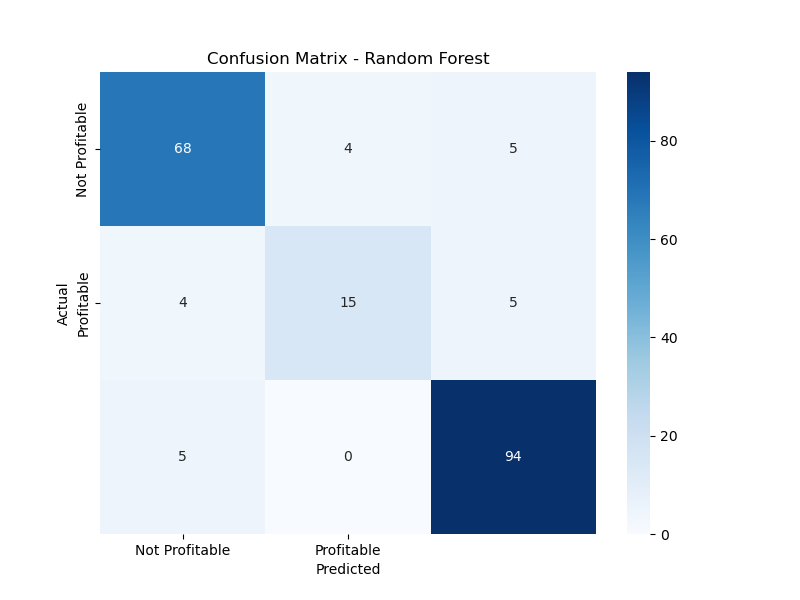 Confusion Matrix - Random Forest
Not Profitable
68 4 5
80
60
Actual
Profitable
4 15 5
40
20
5 0 94
0
Not Profitable Profitable
Predicted